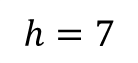 h = 7